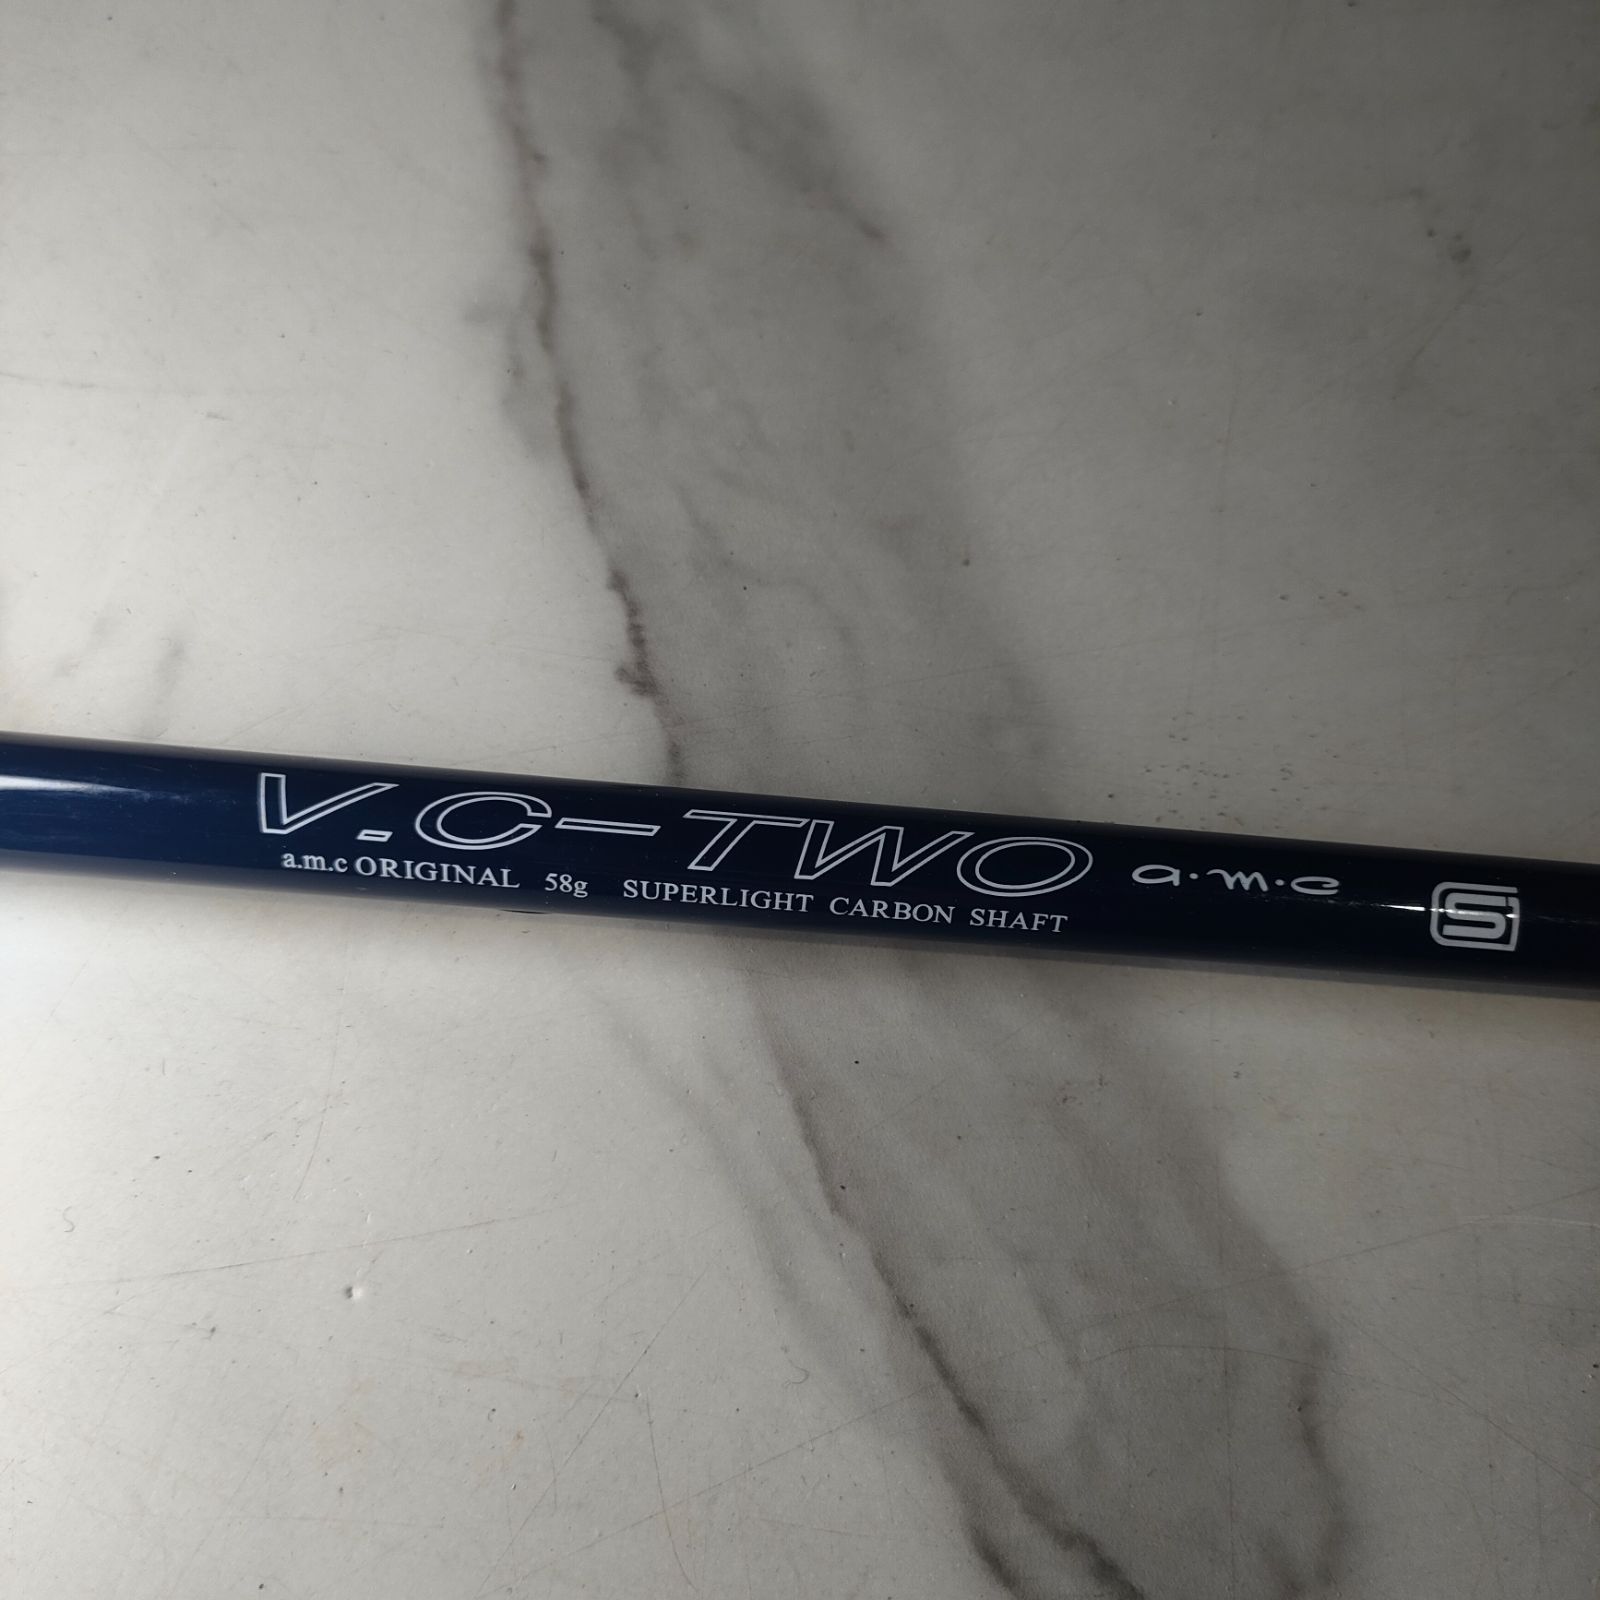 V.C-TWO a.m.c S
a.m.c ORIGINAL 58g SUPERLIGHT CARBON SHAFT